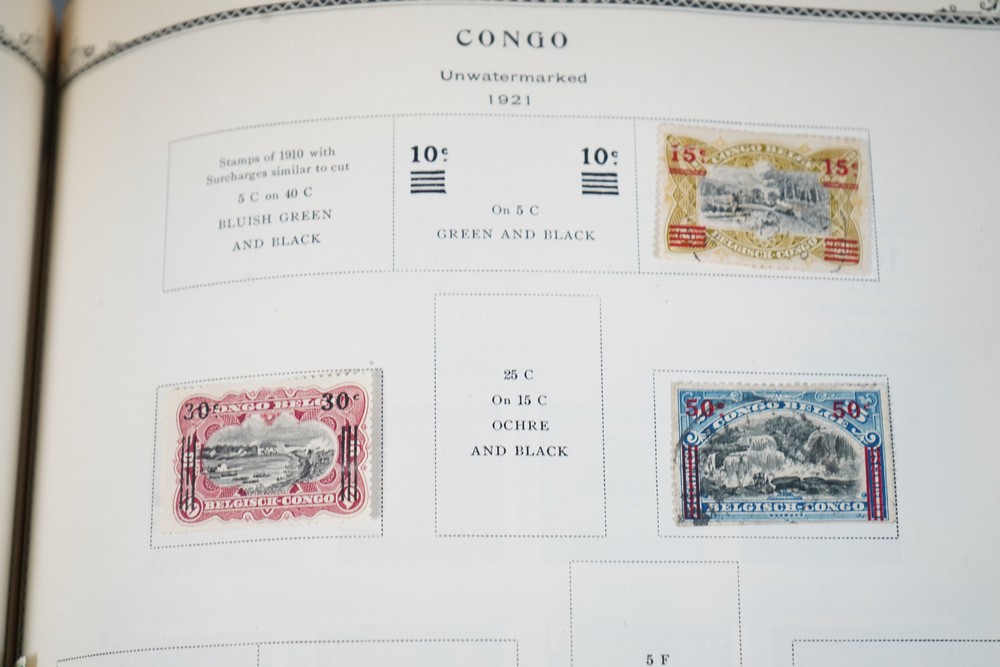 CONGO
Unwatermarked
1921
Stamps of 1910 with
Surcharges similar to cut
5 C on 40 C
BLUISH GREEN
AND BLACK
10c.
10c.
On 5 C
GREEN AND BLACK
15c.
15c.
CONGO BELGE
BELGISCH-CONGO
30c
30c
CONGO BELGE
BELGISCH-CONGO
25 C
On 15 C
OCHRE
AND BLACK
50c
50c
CONGO BELGE
BELGISCH-CONGO
5 F